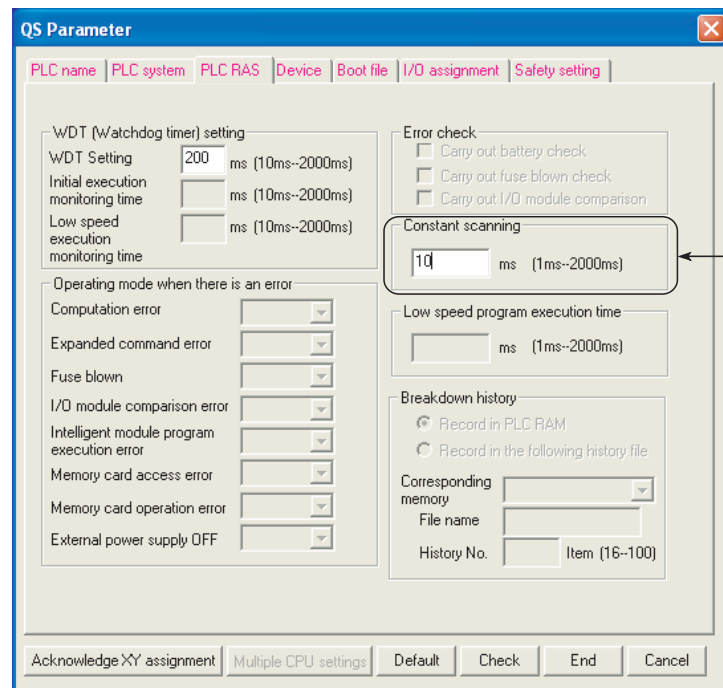 QS Parameter
PLC name PLC system PLC RAS Device Boot file I/O assignment Safety setting
WDT (Watchdog timer) setting
WDT Setting 200 ms (10ms--2000ms)
Initial execution
monitoring time ms (10ms--2000ms)
Low speed
execution
monitoring time ms (10ms--2000ms)
Operating mode when there is an error
Computation error
Expanded command error
Fuse blown
I/O module comparison error
Intelligent module program
execution error
Memory card access error
Memory card operation error
External power supply OFF
Error check
Carry out battery check
Carry out fuse blown check
Carry out I/O module comparison
Constant scanning
10 ms (1ms--2000ms)
Low speed program execution time
ms (1ms--2000ms)
Breakdown history
Record in PLC RAM
Record in the following history file
Corresponding
memory
File name
History No. Item (16--100)
Acknowledge XY assignment Multiple CPU settings Default Check End Cancel